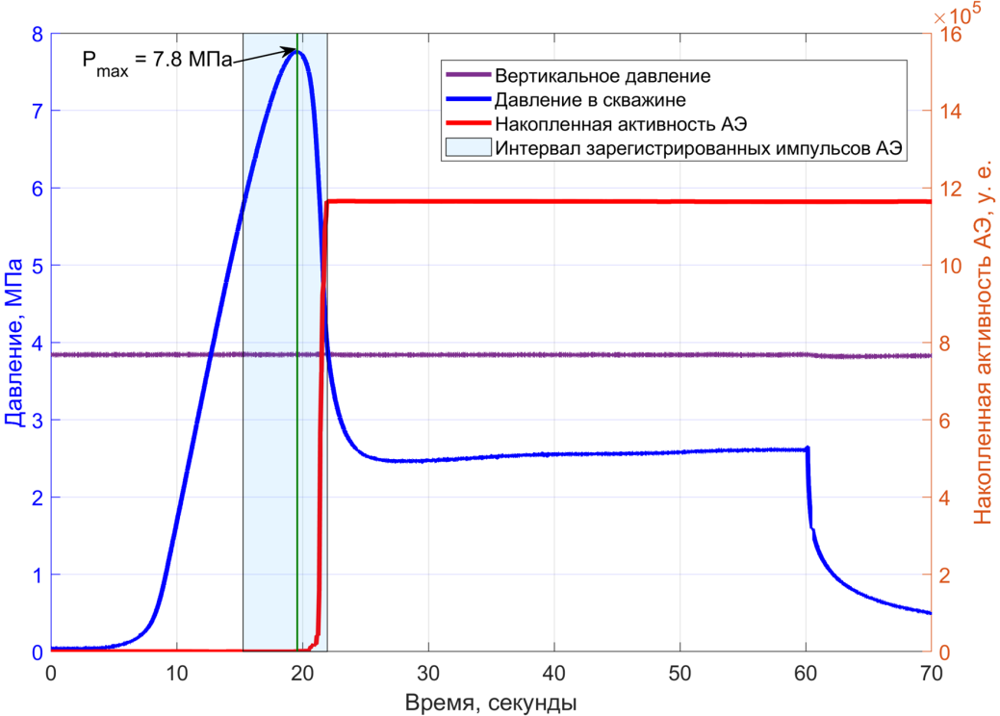 ×10⁵
8
7
6
5
4
3
2
1
0
Давление, МПа
P_max = 7.8 МПа
Вертикальное давление
Давление в скважине
Накопленная активность АЭ
Интервал зарегистрированных импульсов АЭ
16
14
12
10
8
6
4
2
0
Накопленная активность АЭ, у. е.
0 10 20 30 40 50 60 70
Время, секунды